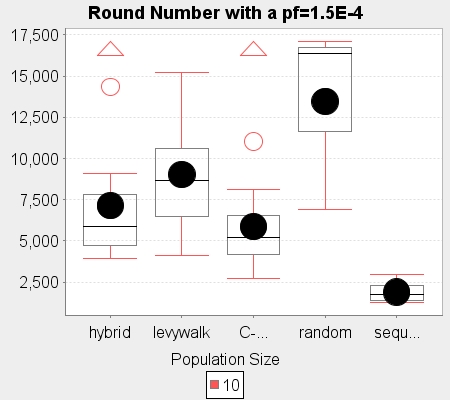 Round Number with a pf=1.5E-4
17,500
15,000
12,500
10,000
7,500
5,000
2,500
hybrid levywalk C-... random sequ...
Population Size
10